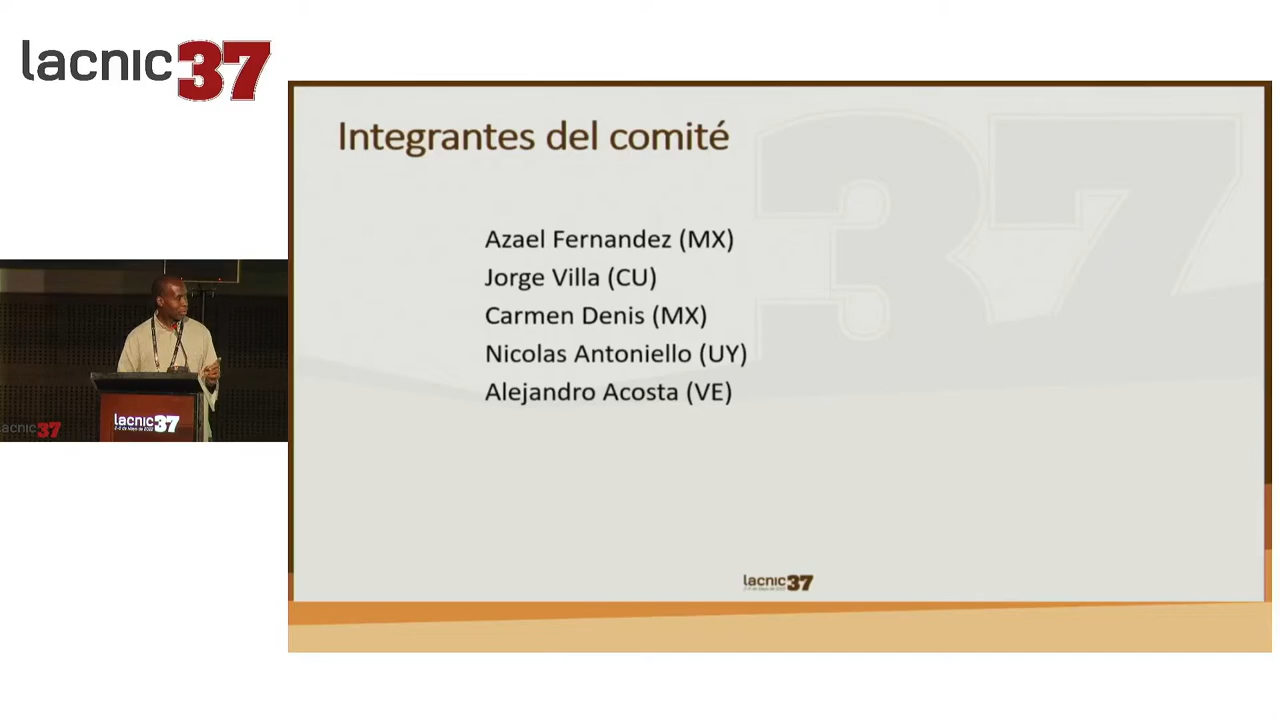 lacnic37
Integrantes del comité
Azael Fernandez (MX)
Jorge Villa (CU)
Carmen Denis (MX)
Nicolas Antoniello (UY)
Alejandro Acosta (VE)
lacnic37
lacnic37
lacnic37